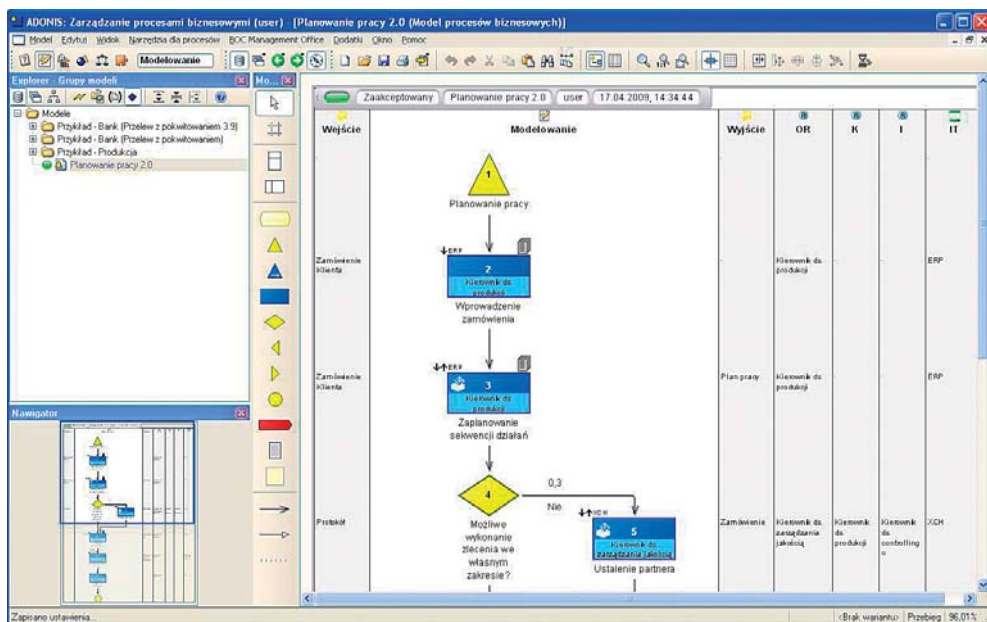 ADONIS: Zarządzanie procesami biznesowymi (user) - [Planowanie pracy 2.0 (Model procesów biznesowych)]
Model Edytuj Widok Narzędzia dla procesów BOC Management Office Dodatki Okno Pomoc
Modelowanie
Explorer - Grupy modeli
Mo...
Modele
Przykład - Bank (Przelew z pokwitowaniem 3.9)
Przykład - Bank (Przelew z pokwitowaniem)
Przykład - Produkcja
Planowanie pracy 2.0
Nawigator
Zaakceptowany Planowanie pracy 2.0 user 17.04.2009, 14:34:44
Wejście Modelowanie Wyjście OR K I IT
1
Planowanie pracy
Zamówienie
Klienta
ERP
2
Kierownik ds
produkcji
Wprowadzenie
zamówienia
Kierownik ds
produkcji
ERP
Zamówienie
Klienta
ERP
3
Kierownik ds
produkcji
Zaplanowanie
sekwencji działań
Plan pracy
Kierownik ds
produkcji
ERP
4
0,3
Nie
Możliwe
wykonanie
zlecenia we
własnym
zakresie?
Protokół
XCH
5
Kierownik ds.
zarządzania jakością
Ustalenie partnera
Zamówienie
Kierownik ds
zarządzania
jakością
Kierownik
ds
produkcji
Kierownik
ds
controlling
u
XCH
Zapisano ustawienia...
<Brak wariantu> Przebieg 96,01%